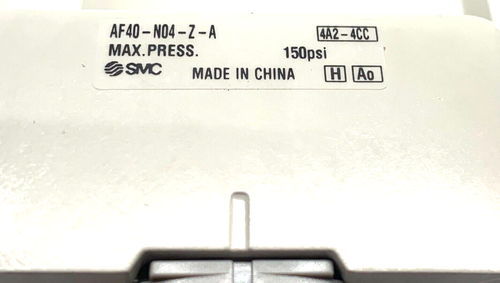 AF40-N04-Z-A 4A2-4CC
MAX.PRESS. 150psi
SMC MADE IN CHINA H Ao